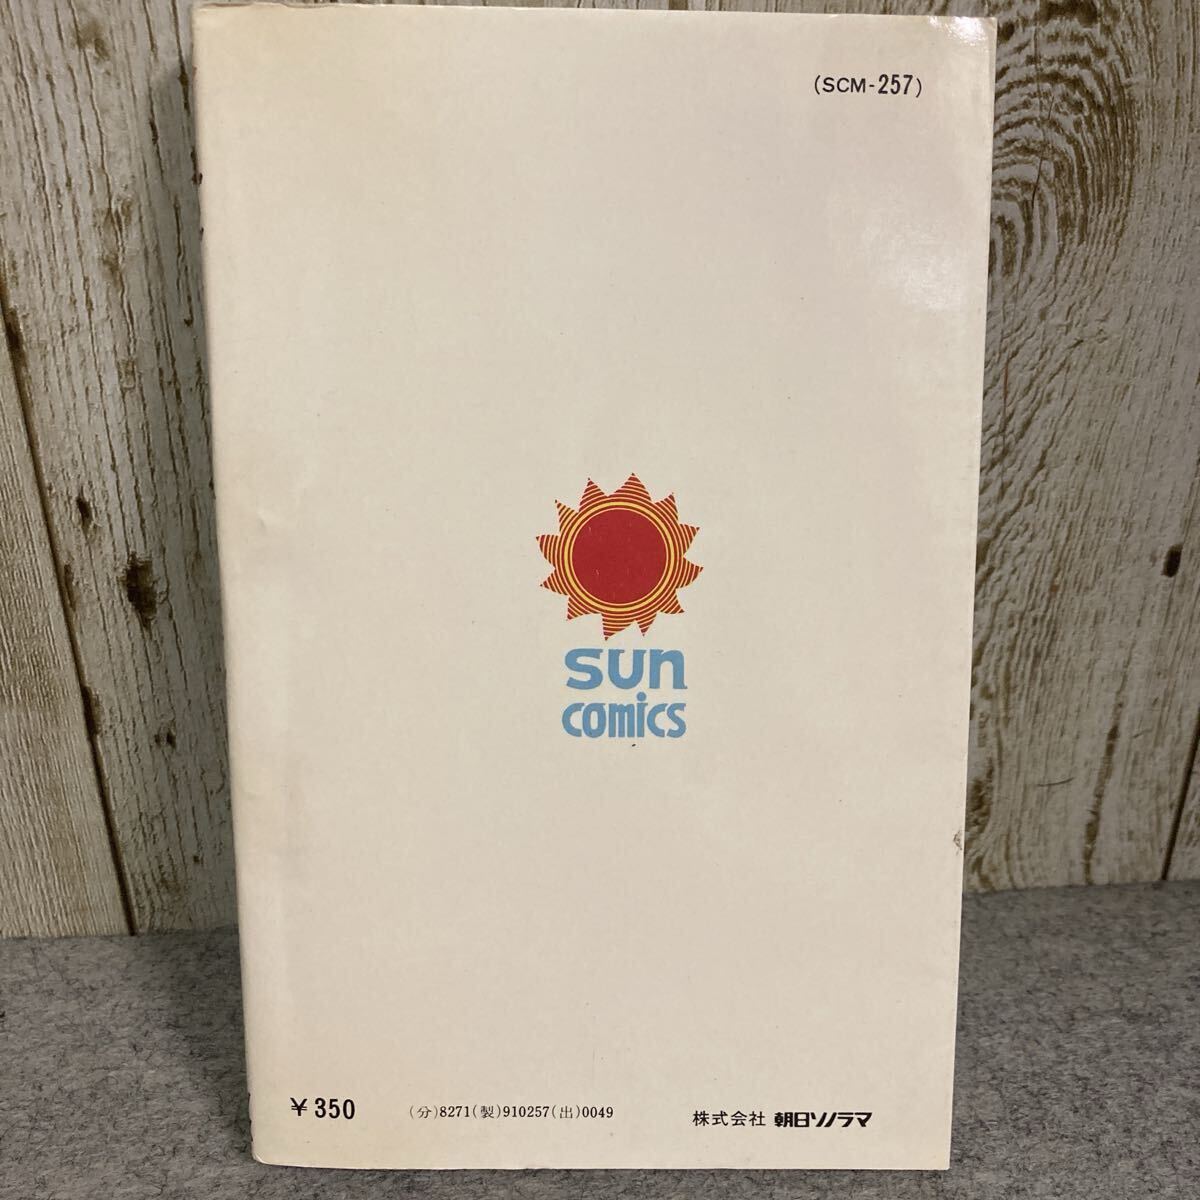 (SCM-257)
sun
comics
¥350
(分)8271(製)910257(出)0049
株式会社 朝日ソノラマ